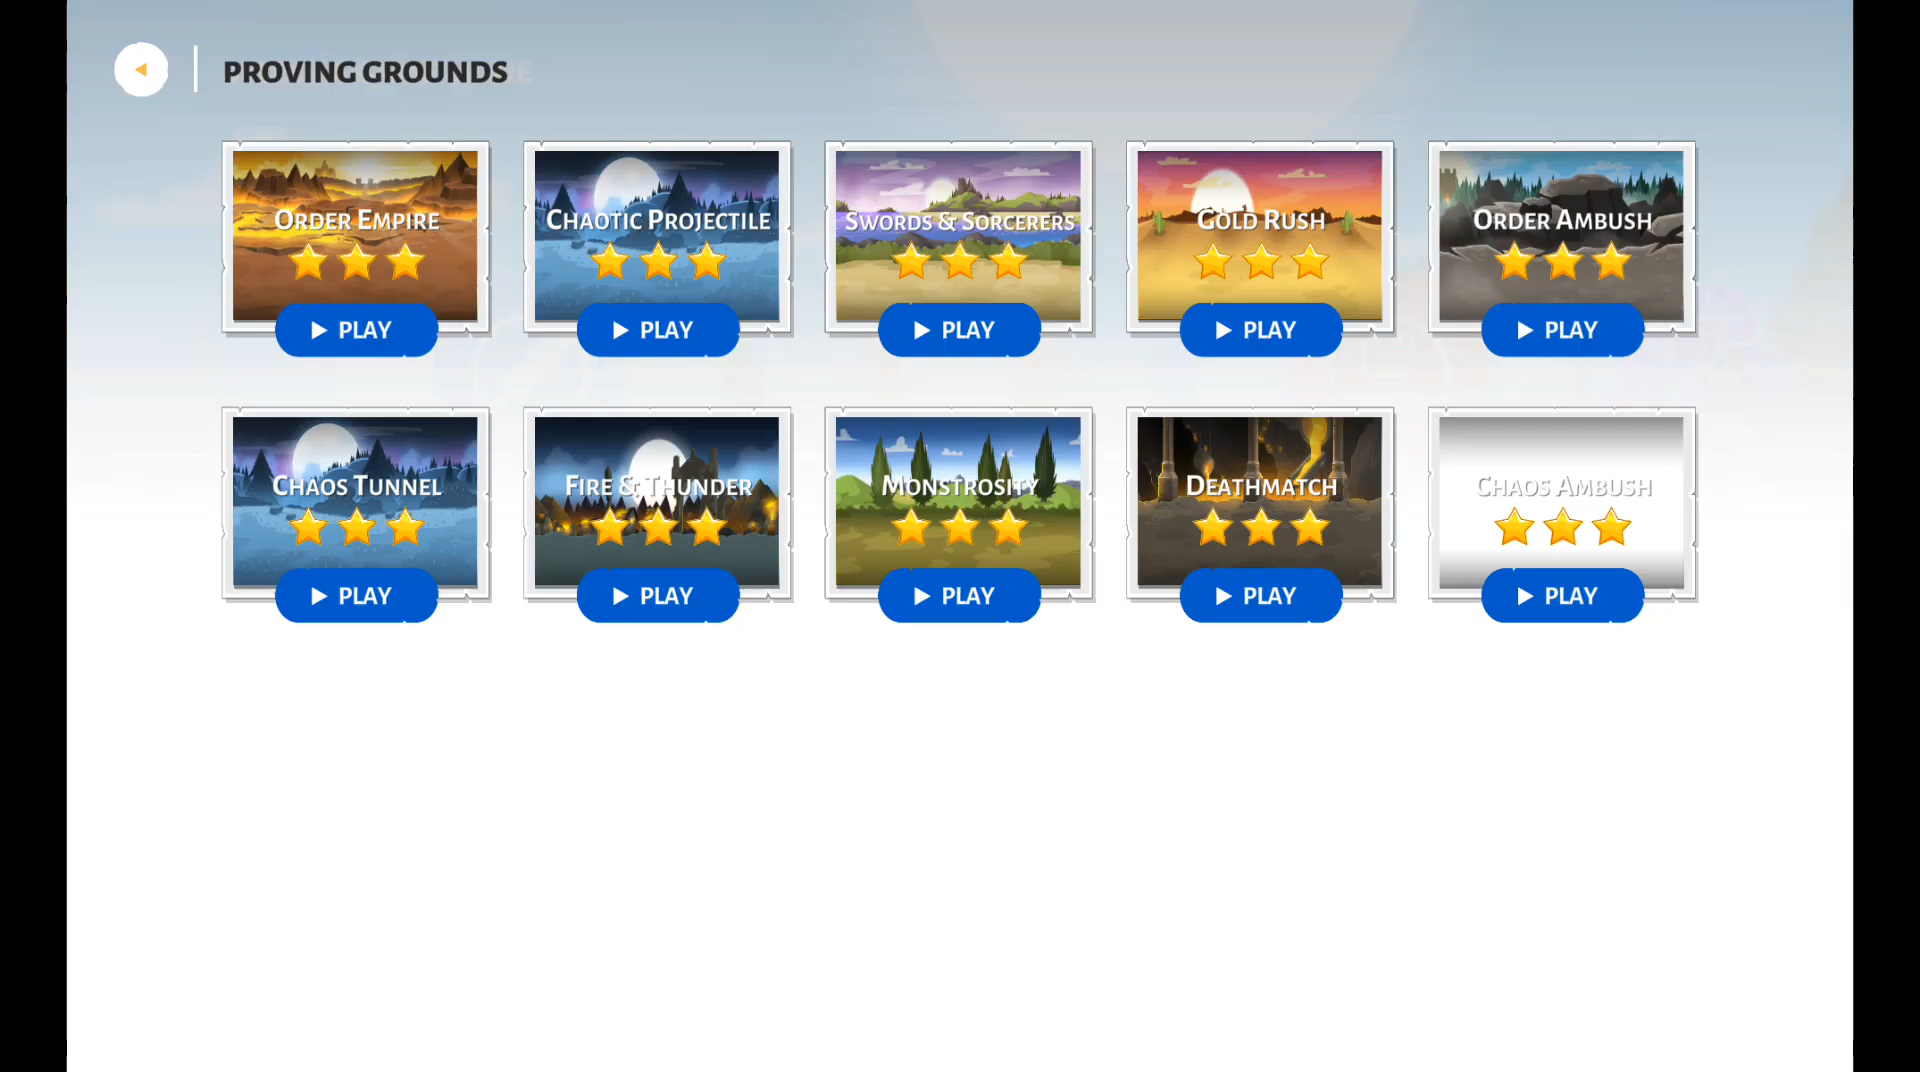 PROVING GROUNDS
ORDER EMPIRE
CHAOTIC PROJECTILE
SWORDS & SORCERERS
GOLD RUSH
ORDER AMBUSH
PLAY
PLAY
PLAY
PLAY
PLAY
CHAOS TUNNEL
FIRE & THUNDER
MONSTROSITY
DEATHMATCH
CHAOS AMBUSH
PLAY
PLAY
PLAY
PLAY
PLAY